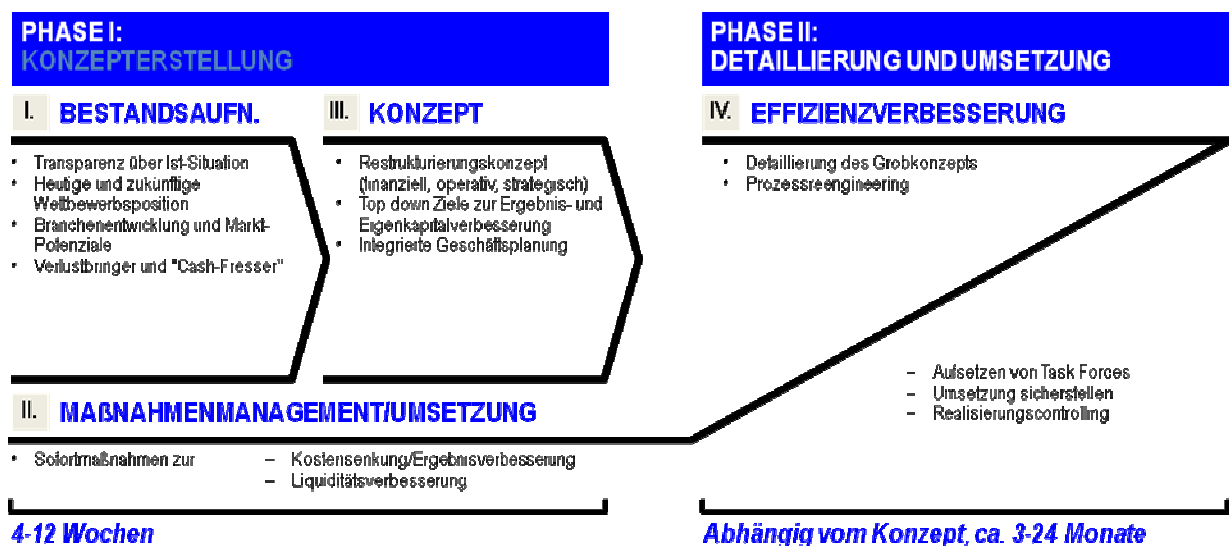 PHASE I:
KONZEPTERSTELLUNG
I. BESTANDSAUFN.
• Transparenz über Ist-Situation
• Heutige und zukünftige
Wettbewerbsposition
• Branchenentwicklung und Markt-
Potenziale
• Verlustbringer und "Cash-Fresser"
III. KONZEPT
• Restrukturierungskonzept
(finanziell, operativ, strategisch)
• Top down Ziele zur Ergebnis- und
Eigenkapitalverbesserung
• Integrierte Geschäftsplanung
II. MAßNAHMENMANAGEMENT/UMSETZUNG
• Sofortmaßnahmen zur – Kostensenkung/Ergebnisverbesserung
– Liquiditätsverbesserung
4-12 Wochen
PHASE II:
DETAILLIERUNG UND UMSETZUNG
IV. EFFIZIENZVERBESSERUNG
• Detaillierung des Grobkonzepts
• Prozessreengineering
– Aufsetzen von Task Forces
– Umsetzung sicherstellen
– Realisierungscontrolling
Abhängig vom Konzept, ca. 3-24 Monate